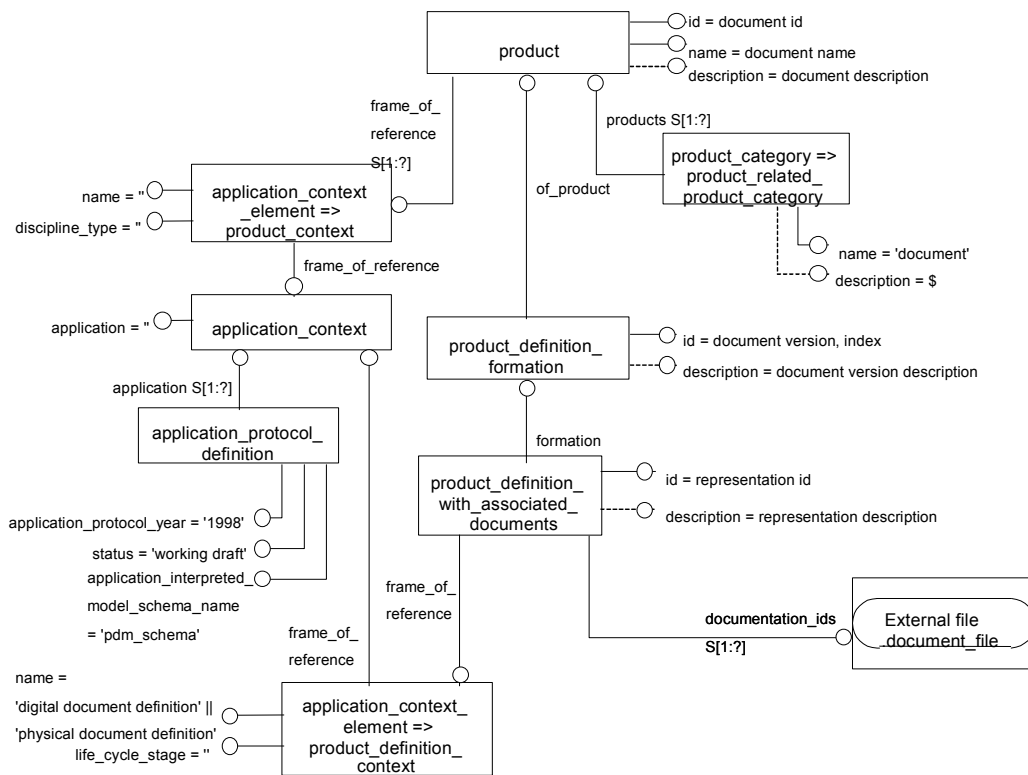 product
id = document id
name = document name
description = document description
frame_of_
reference
S[1:?]
products S[1:?]
product_category =>
product_related_
product_category
name = 'document'
description = $
of_product
name = ''
discipline_type = ''
application_context
_element =>
product_context
frame_of_reference
application = ''
application_context
application S[1:?]
application_protocol_
definition
application_protocol_year = '1998'
status = 'working draft'
application_interpreted_
model_schema_name
= 'pdm_schema'
product_definition_
formation
id = document version, index
description = document version description
formation
product_definition_
with_associated_
documents
id = representation id
description = representation description
frame_of_
reference
frame_of_
reference
documentation_ids
S[1:?]
External file
.document_file
name =
'digital document definition' ||
'physical document definition'
life_cycle_stage = ''
application_context_
element =>
product_definition_
context